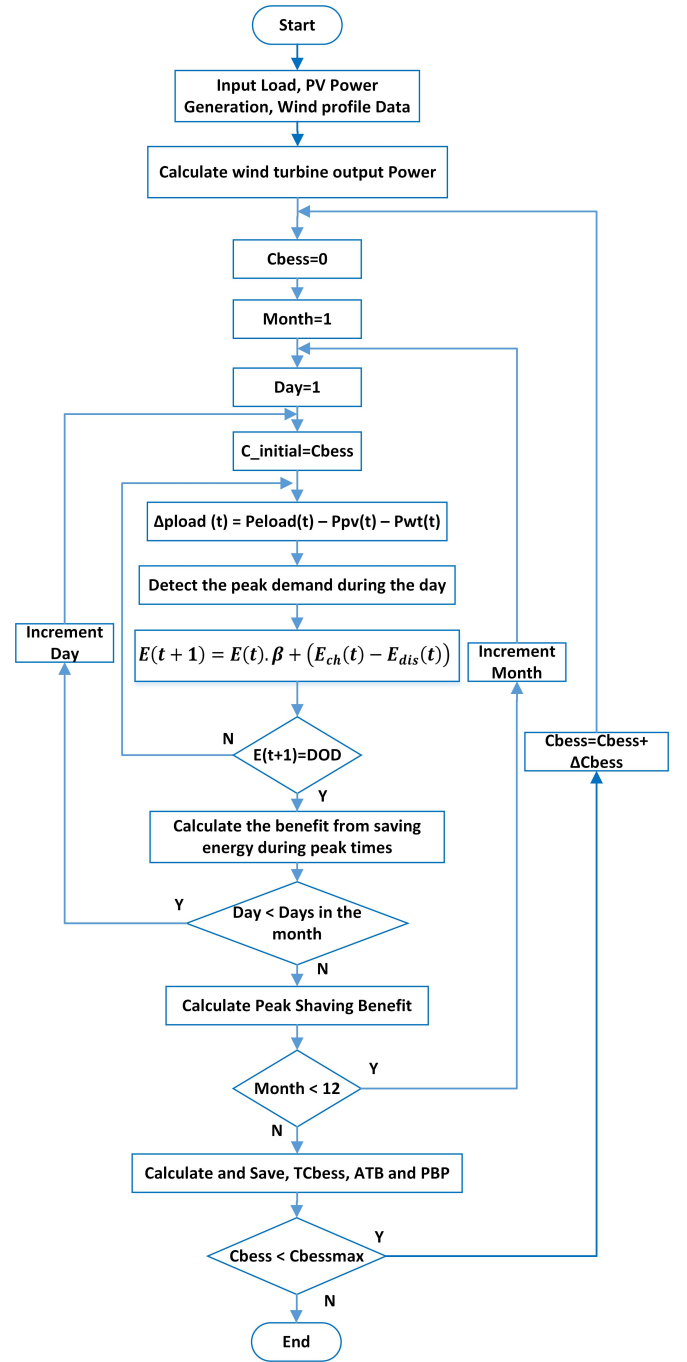 Start
Input Load, PV Power
Generation, Wind profile Data
Calculate wind turbine output Power
Cbess=0
Month=1
Day=1
C_initial=Cbess
Δpload (t) = Peload(t) – Ppv(t) – Pwt(t)
Detect the peak demand during the day
Increment
Day
E(t + 1) = E(t). β + (E_ch(t) − E_dis(t))
Increment
Month
N
E(t+1)=DOD
Cbess=Cbess+
ΔCbess
Y
Calculate the benefit from saving
energy during peak times
Y
Day < Days in the
month
N
Calculate Peak Shaving Benefit
Month < 12
Y
N
Calculate and Save, TCbess, ATB and PBP
Y
Cbess < Cbessmax
N
End